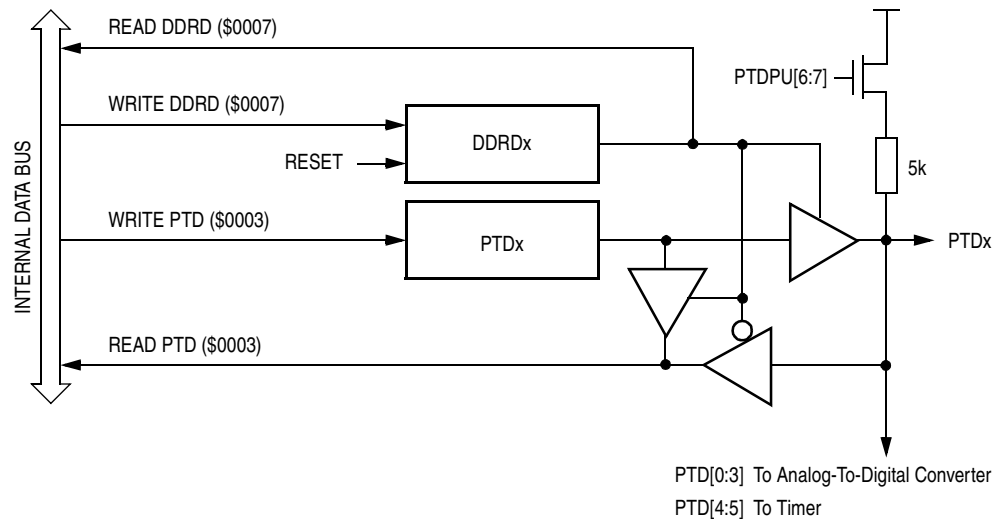 READ DDRD ($0007)
PTDPU[6:7]
WRITE DDRD ($0007)
DDRDx
RESET
5k
INTERNAL DATA BUS
WRITE PTD ($0003)
PTDx
PTDx
READ PTD ($0003)
PTD[0:3] To Analog-To-Digital Converter
PTD[4:5] To Timer